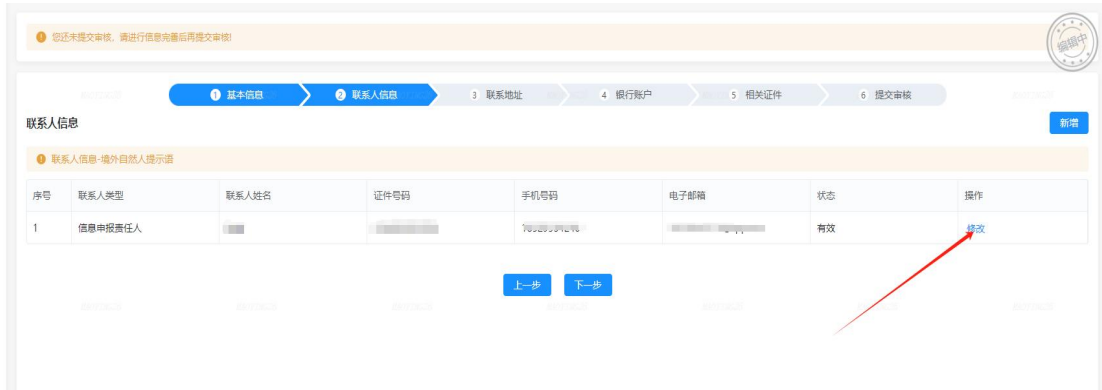 您还未提交审核，请进行信息完善后再提交审核!
编辑中
1 基本信息 2 联系人信息 3 联系地址 4 银行账户 5 相关证件 6 提交审核
联系人信息 新增
联系人信息-境外自然人提示语
序号 联系人类型 联系人姓名 证件号码 手机号码 电子邮箱 状态 操作
1 信息申报责任人 有效 修改
上一步 下一步